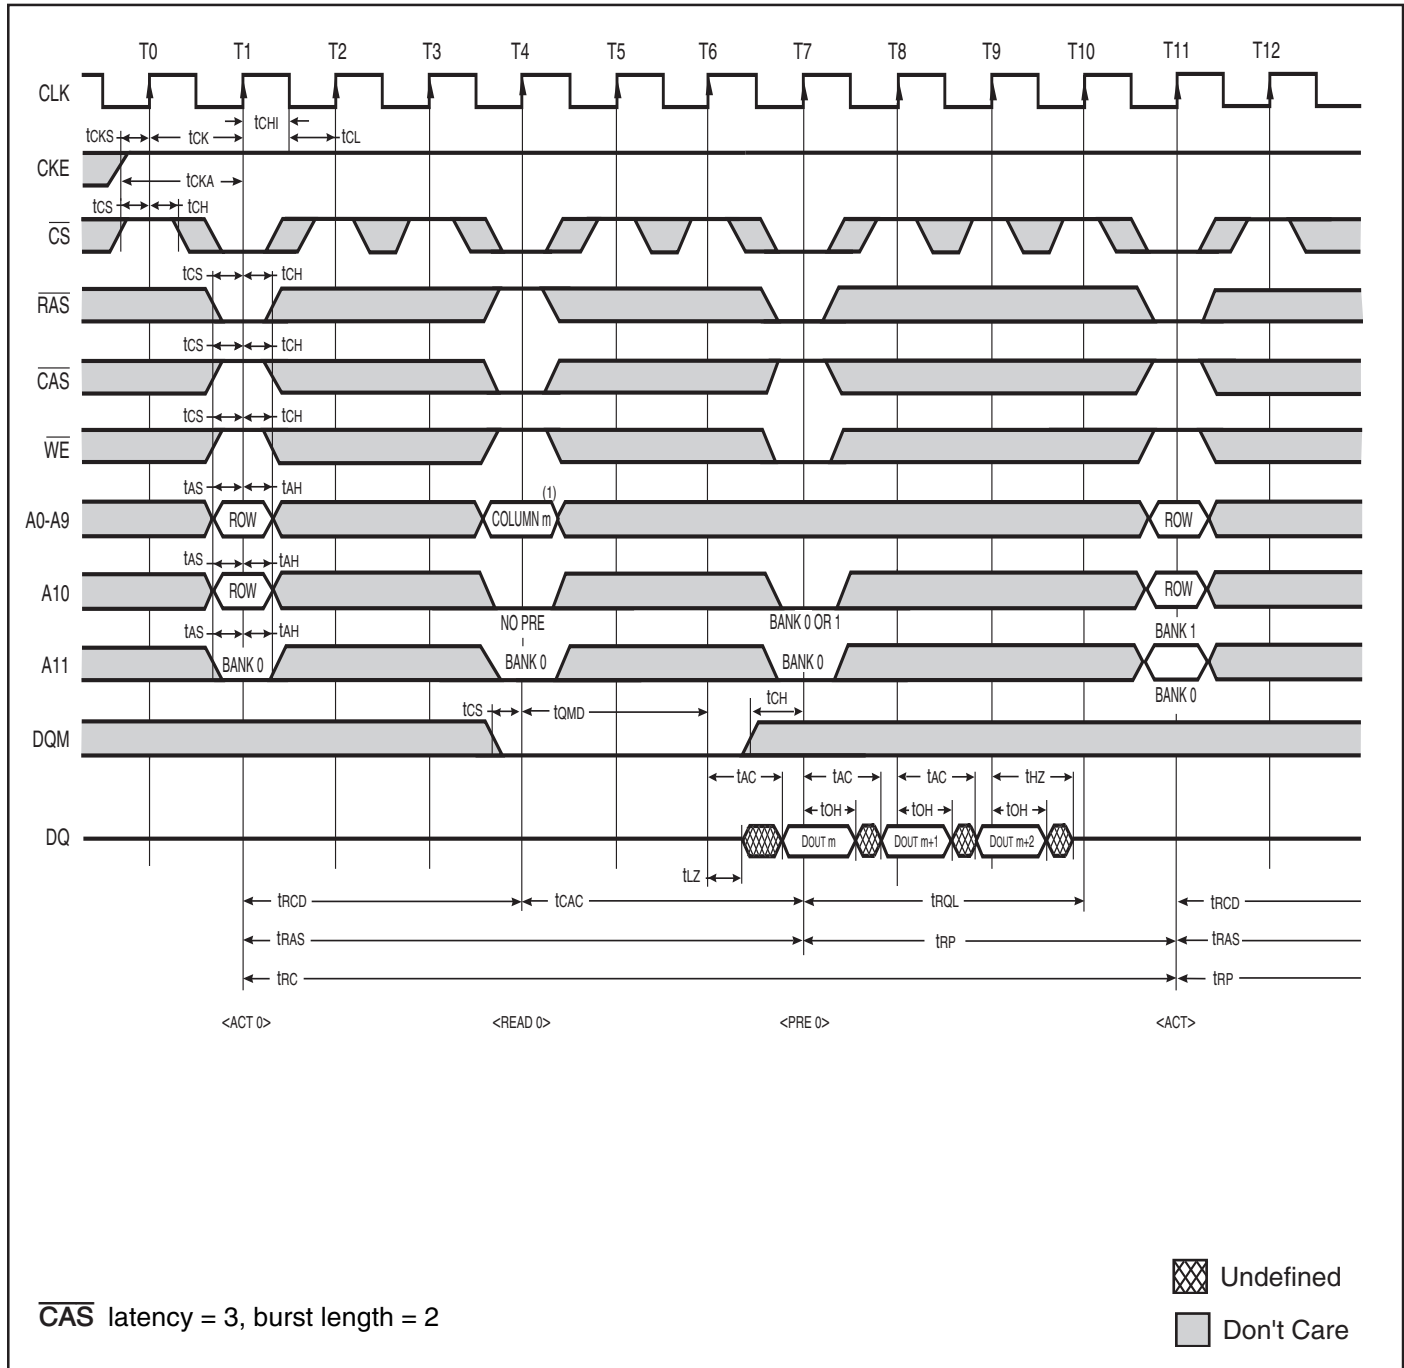 T0 T1 T2 T3 T4 T5 T6 T7 T8 T9 T10 T11 T12
CLK
tCHI
tCKS tCK tCL
CKE
tCKA
tCS tCH
CS
tCS tCH
RAS
tCS tCH
CAS
tCS tCH
WE
tAS tAH (1)
A0-A9 ROW COLUMN m ROW
tAS tAH
A10 ROW ROW
NO PRE BANK 0 OR 1 BANK 1
tAS tAH
A11 BANK 0 BANK 0 BANK 0
BANK 0
tCS tQMD tCH
DQM
tAC tAC tAC tHZ
tOH tOH tOH
DQ DOUT m DOUT m+1 DOUT m+2
tLZ
tRCD tCAC tRQL tRCD
tRAS tRP tRAS
tRC tRP
<ACT 0> <READ 0> <PRE 0> <ACT>
Undefined
CAS latency = 3, burst length = 2
Don't Care